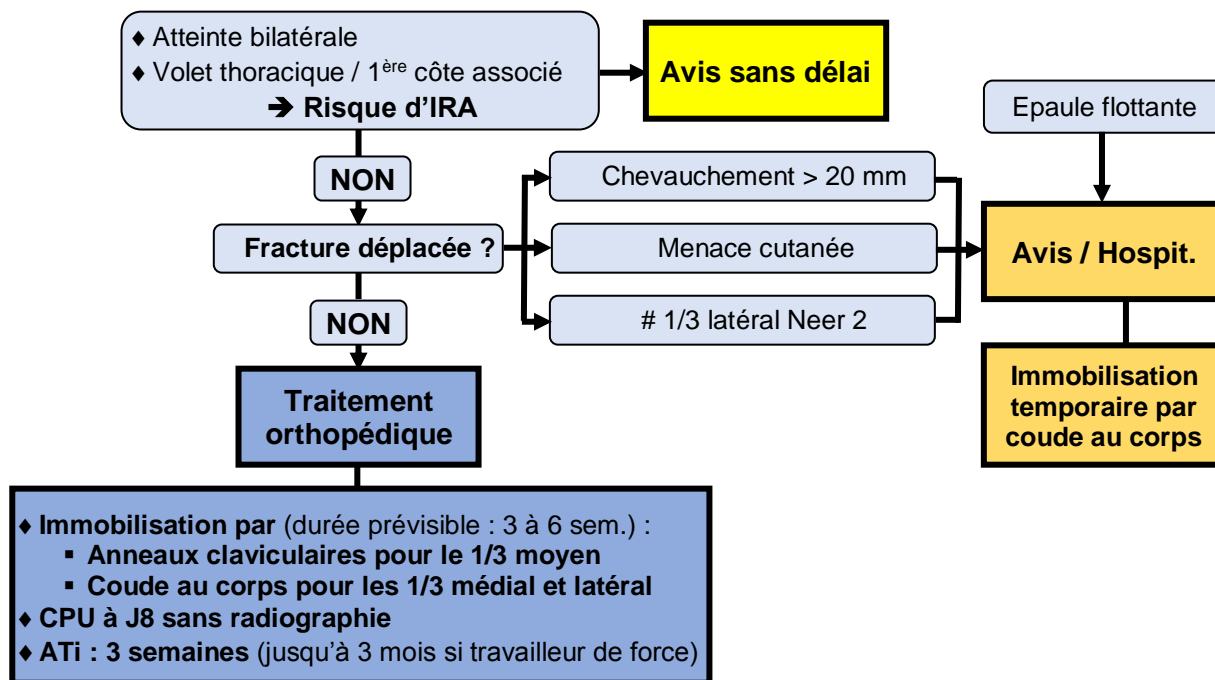 ♦ Atteinte bilatérale
♦ Volet thoracique / 1ère côte associé
➔ Risque d'IRA
Avis sans délai
Epaule flottante
NON
Chevauchement > 20 mm
Fracture déplacée ?
Menace cutanée
Avis / Hospit.
NON
# 1/3 latéral Neer 2
Traitement
orthopédique
Immobilisation
temporaire par
coude au corps
♦ Immobilisation par (durée prévisible : 3 à 6 sem.) :
▪ Anneaux claviculaires pour le 1/3 moyen
▪ Coude au corps pour les 1/3 médial et latéral
♦ CPU à J8 sans radiographie
♦ ATi : 3 semaines (jusqu'à 3 mois si travailleur de force)